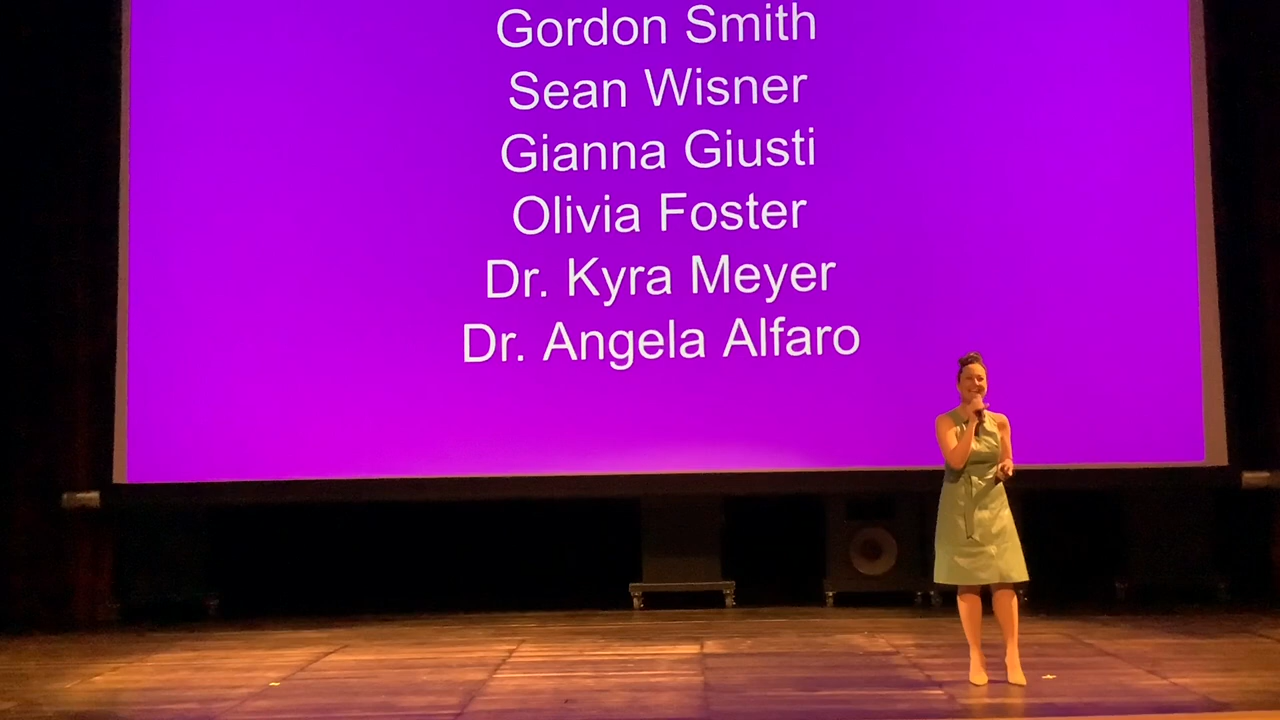 Gordon Smith
Sean Wisner
Gianna Giusti
Olivia Foster
Dr. Kyra Meyer
Dr. Angela Alfaro